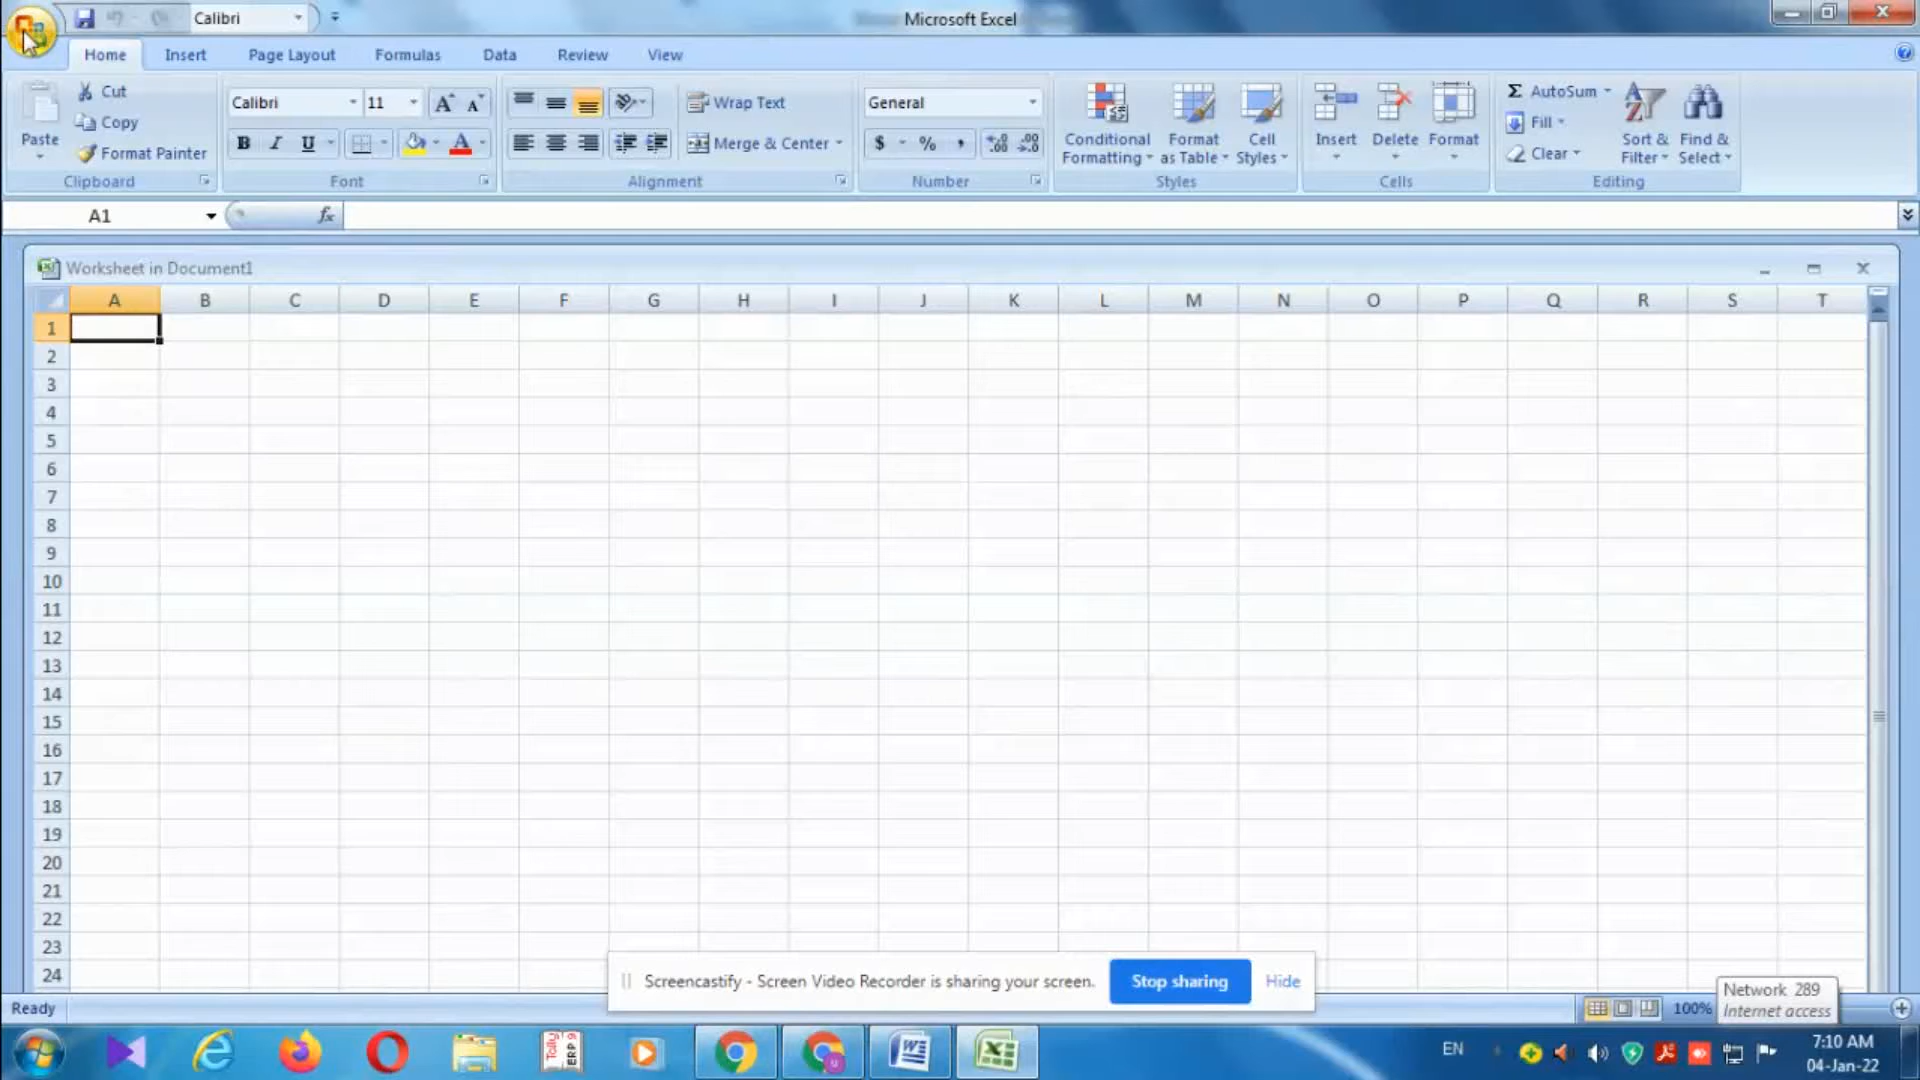 Calibri
Microsoft Excel
Home Insert Page Layout Formulas Data Review View
Paste
Cut
Copy
Format Painter
Clipboard
Calibri 11
B I U
Font
Wrap Text
Merge & Center
Alignment
General
$ % ,
Number
Conditional Formatting
Format as Table
Cell Styles
Styles
Insert
Delete
Format
Cells
Σ AutoSum
Fill
Clear
Sort & Filter
Find & Select
Editing
A1 fx
Worksheet in Document1
A B C D E F G H I J K L M N O P Q R S T
1
2
3
4
5
6
7
8
9
10
11
12
13
14
15
16
17
18
19
20
21
22
23
24
Screencastify - Screen Video Recorder is sharing your screen. Stop sharing Hide
Ready
100%
Network 289
Internet access
Tally ERP 9
EN
7:10 AM
04-Jan-22